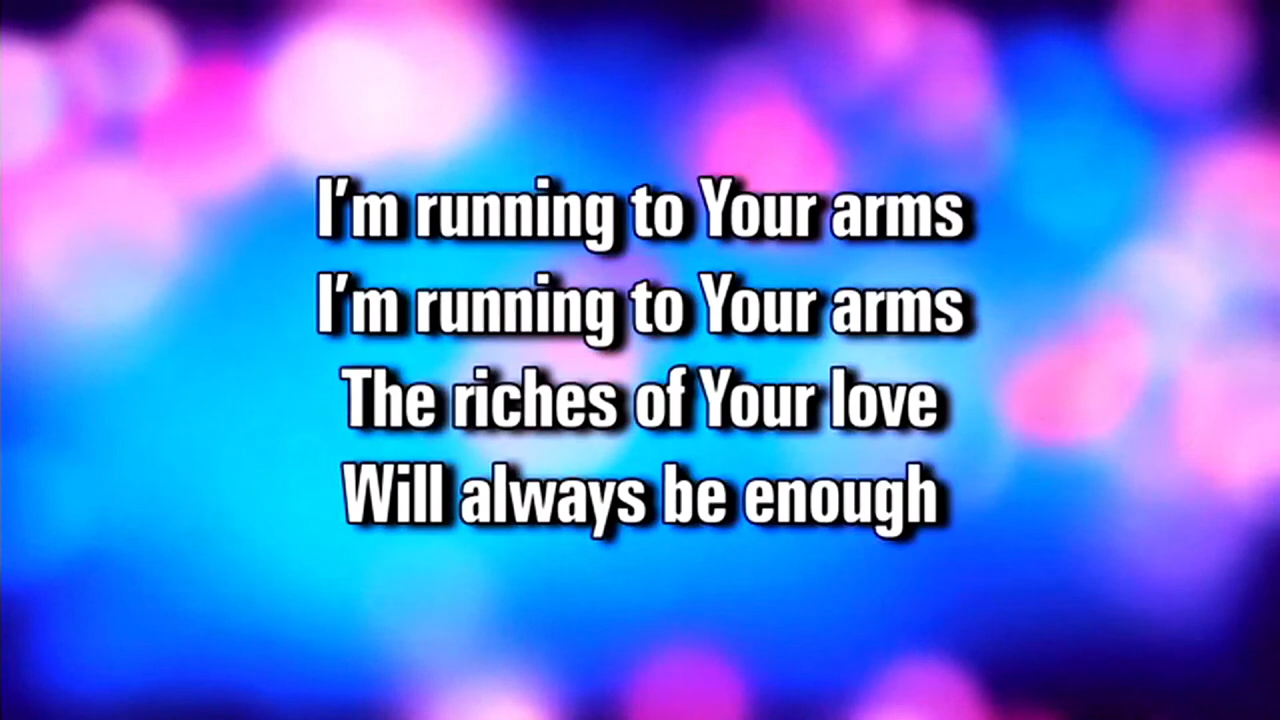 I'm running to Your arms
I'm running to Your arms
The riches of Your love
Will always be enough